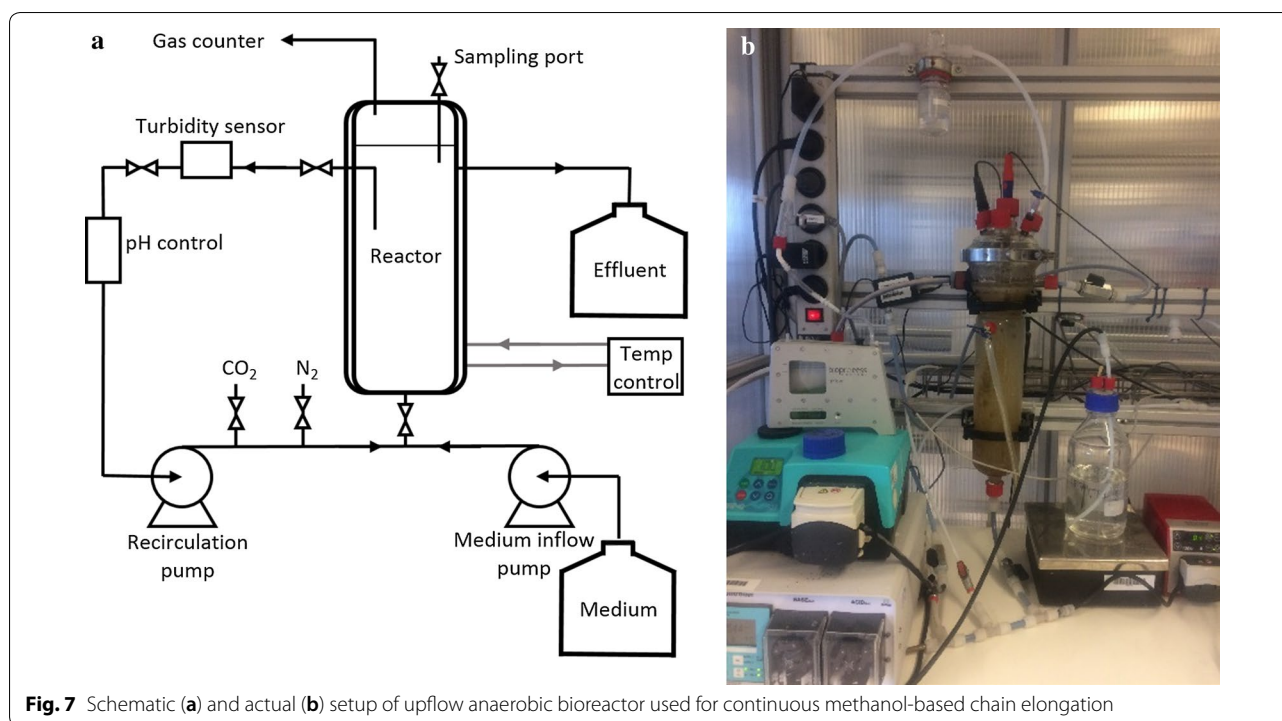 a
Gas counter
Sampling port
Turbidity sensor
pH control
Reactor
Effluent
CO₂
N₂
Temp
control
Recirculation
pump
Medium inflow
pump
Medium
b
bioprocess
Fig. 7 Schematic (a) and actual (b) setup of upflow anaerobic bioreactor used for continuous methanol-based chain elongation